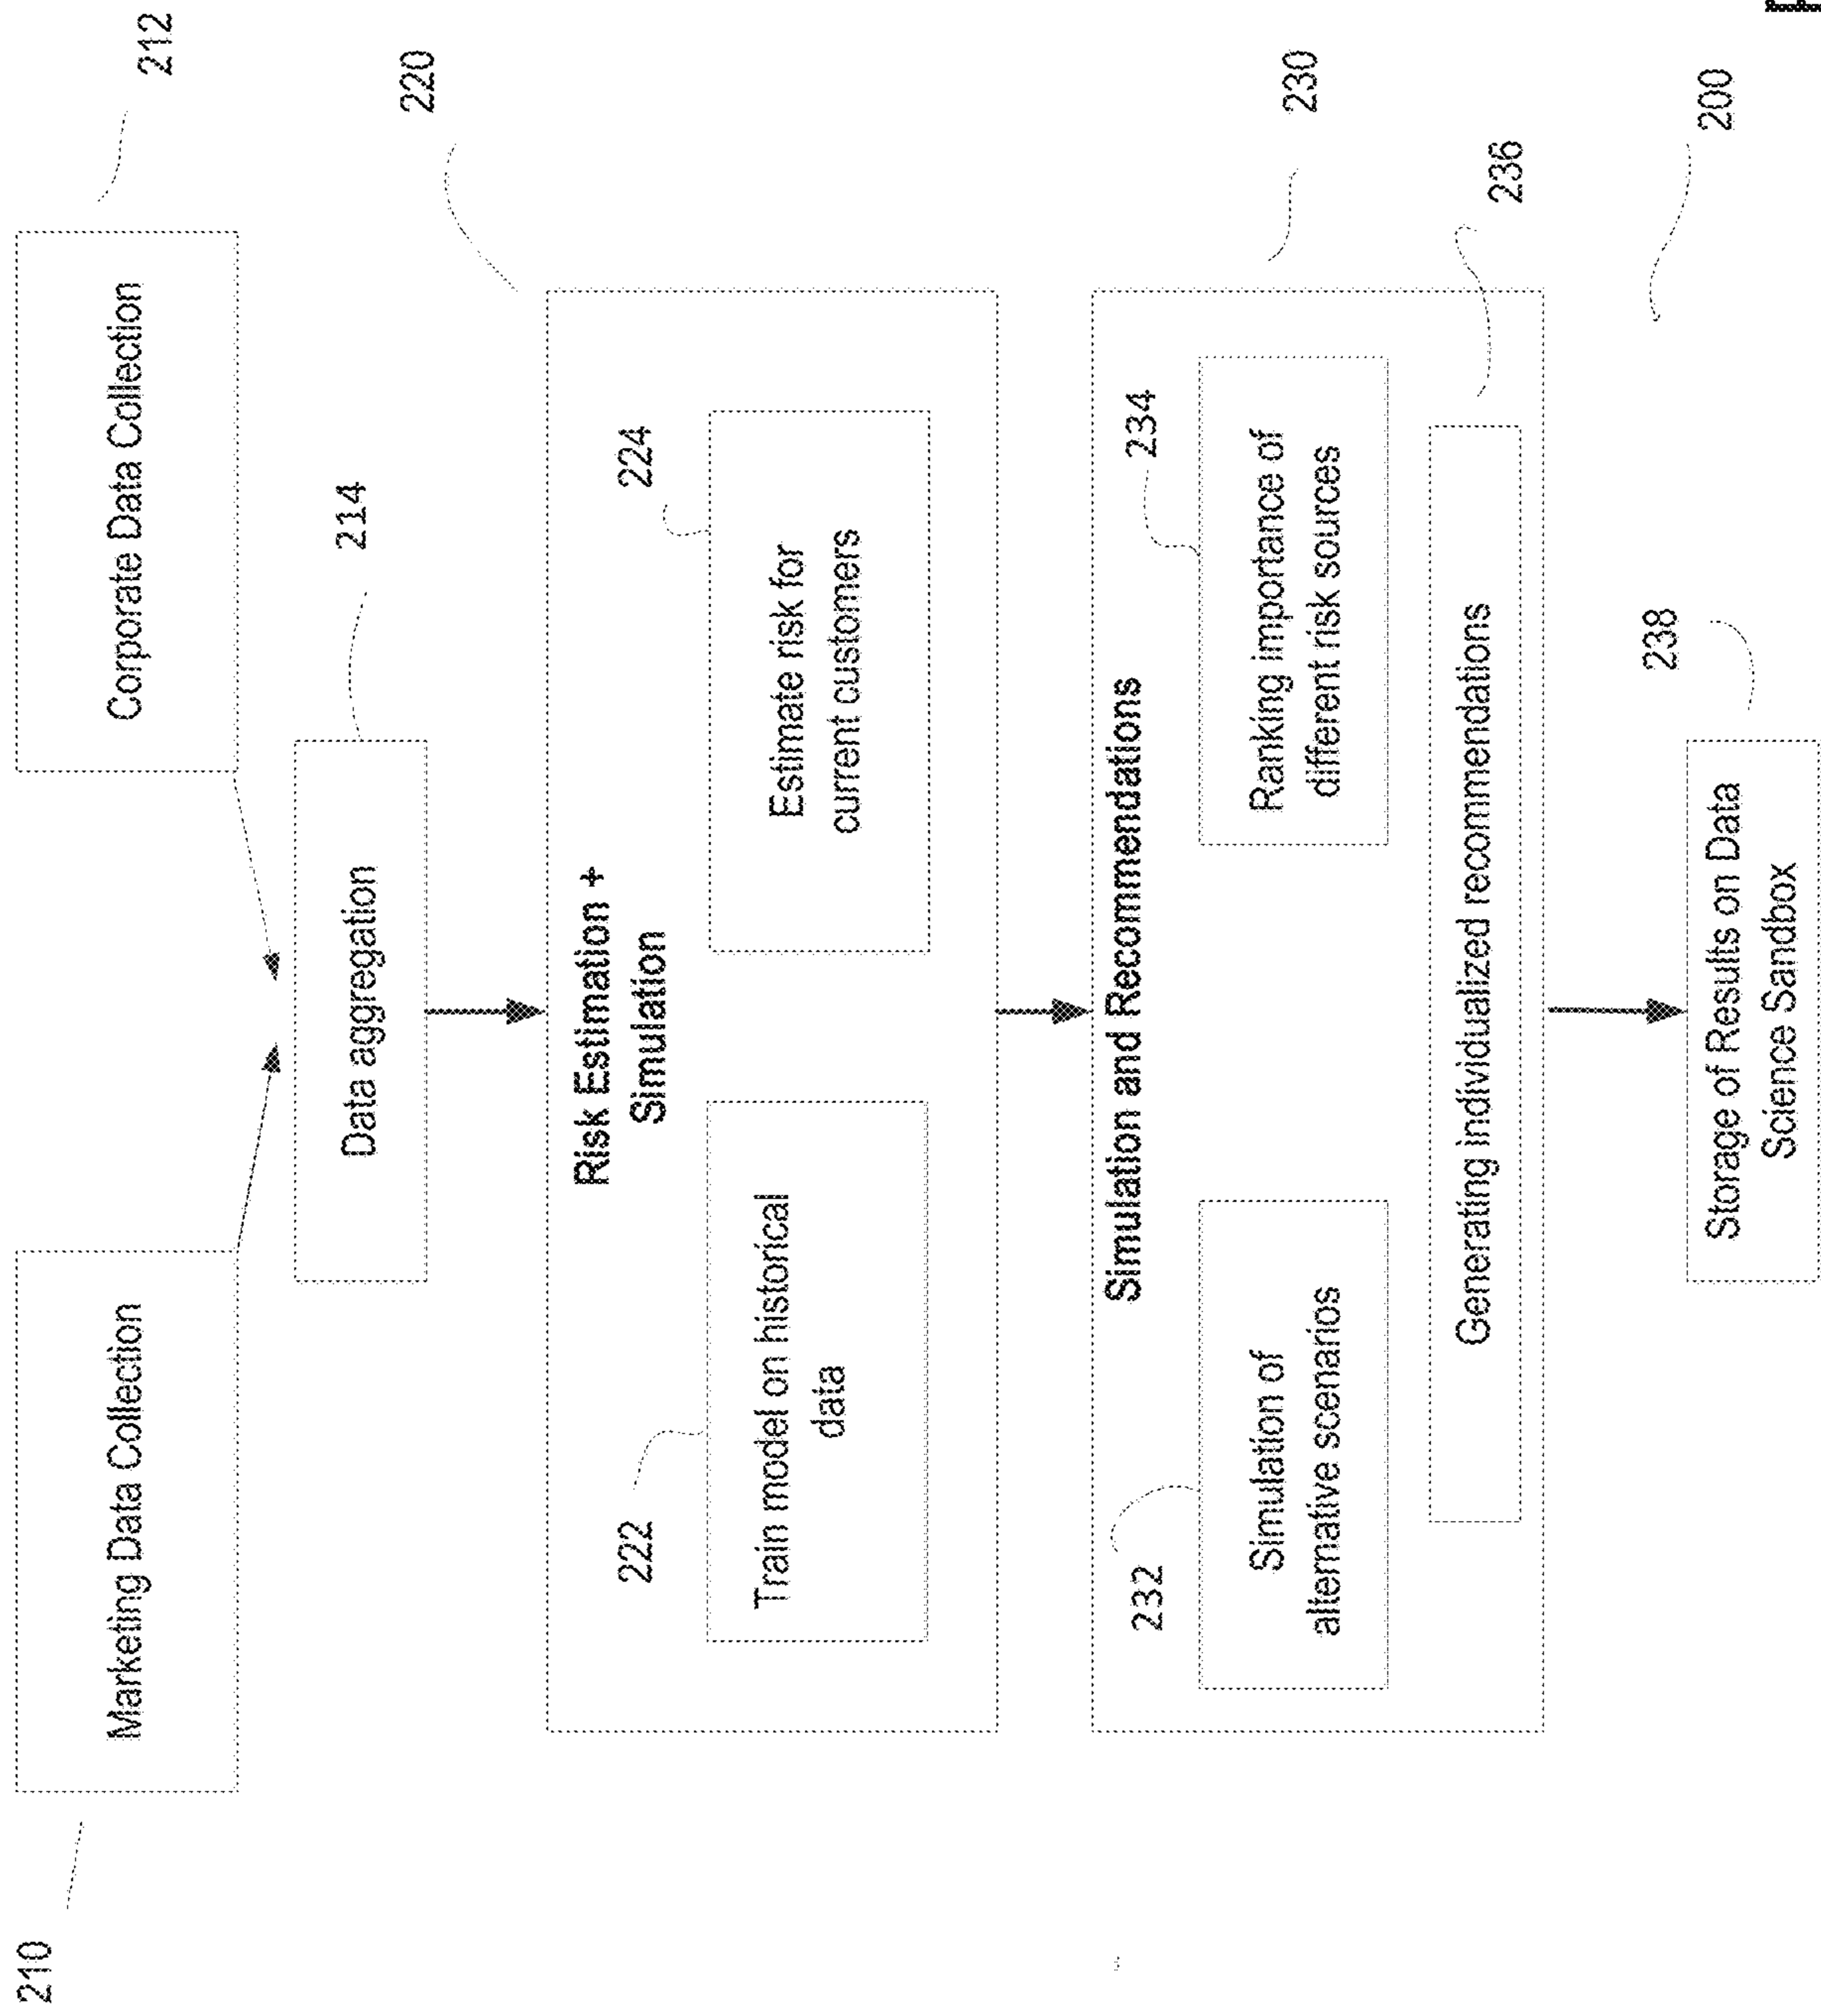 210
Marketing Data Collection
Corporate Data Collection
212
Data aggregation
214
220
Risk Estimation +
Simulation
222
224
Train model on historical
data
Estimate risk for
current customers
230
Simulation and Recommendations
232
234
Simulation of
alternative scenarios
Ranking importance of
different risk sources
Generating individualized recommendations
236
238
200
Storage of Results on Data
Science Sandbox